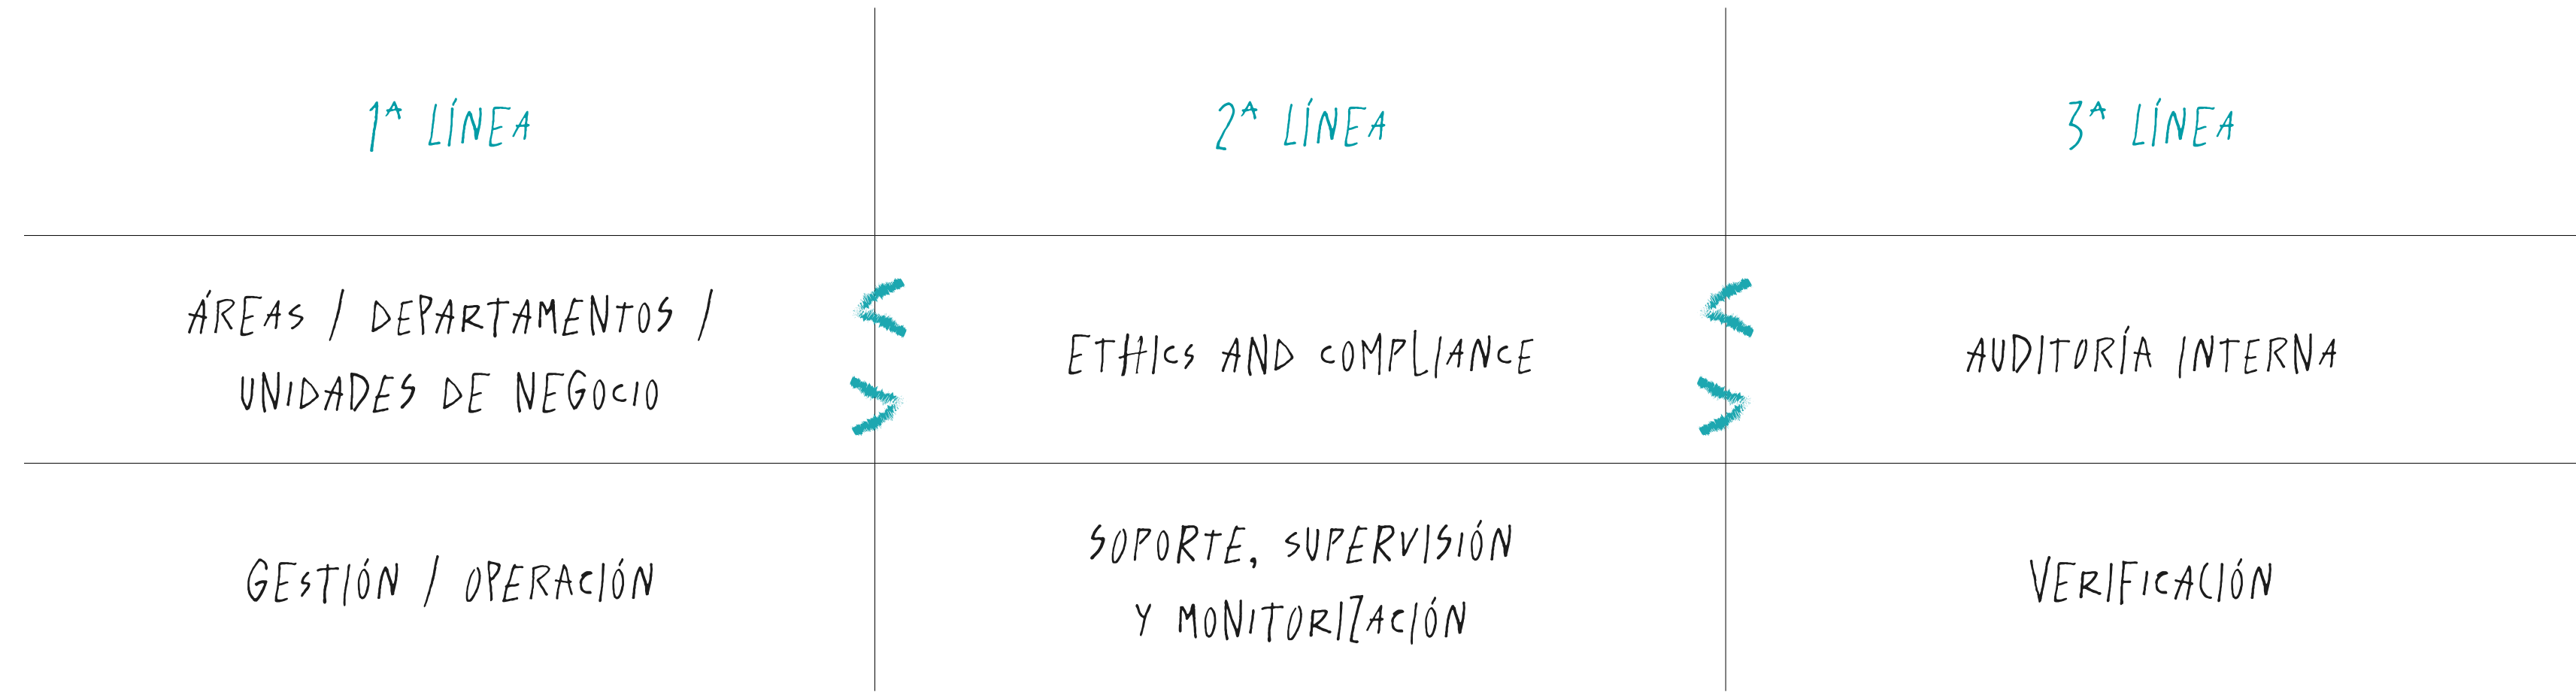 1ª LÍNEA
2ª LÍNEA
3ª LÍNEA
ÁREAS / DEPARTAMENTOS /
UNIDADES DE NEGOCIO
<
>
ETHICS AND COMPLIANCE
<
>
AUDITORÍA INTERNA
GESTIÓN / OPERACIÓN
SOPORTE, SUPERVISIÓN
Y MONITORIZACIÓN
VERIFICACIÓN